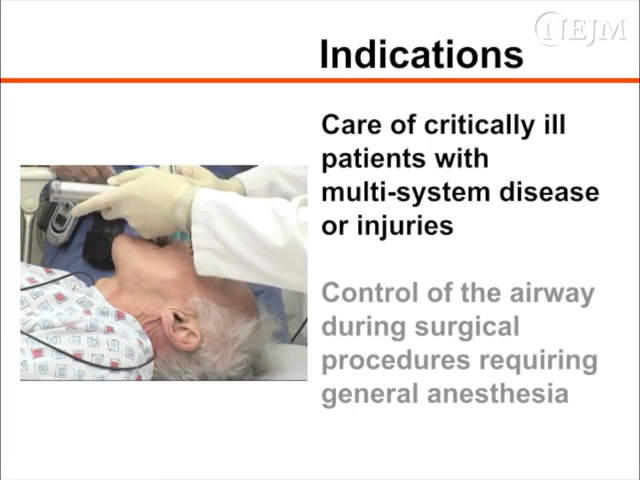 NEJM
Indications
Care of critically ill
patients with
multi-system disease
or injuries
Control of the airway
during surgical
procedures requiring
general anesthesia